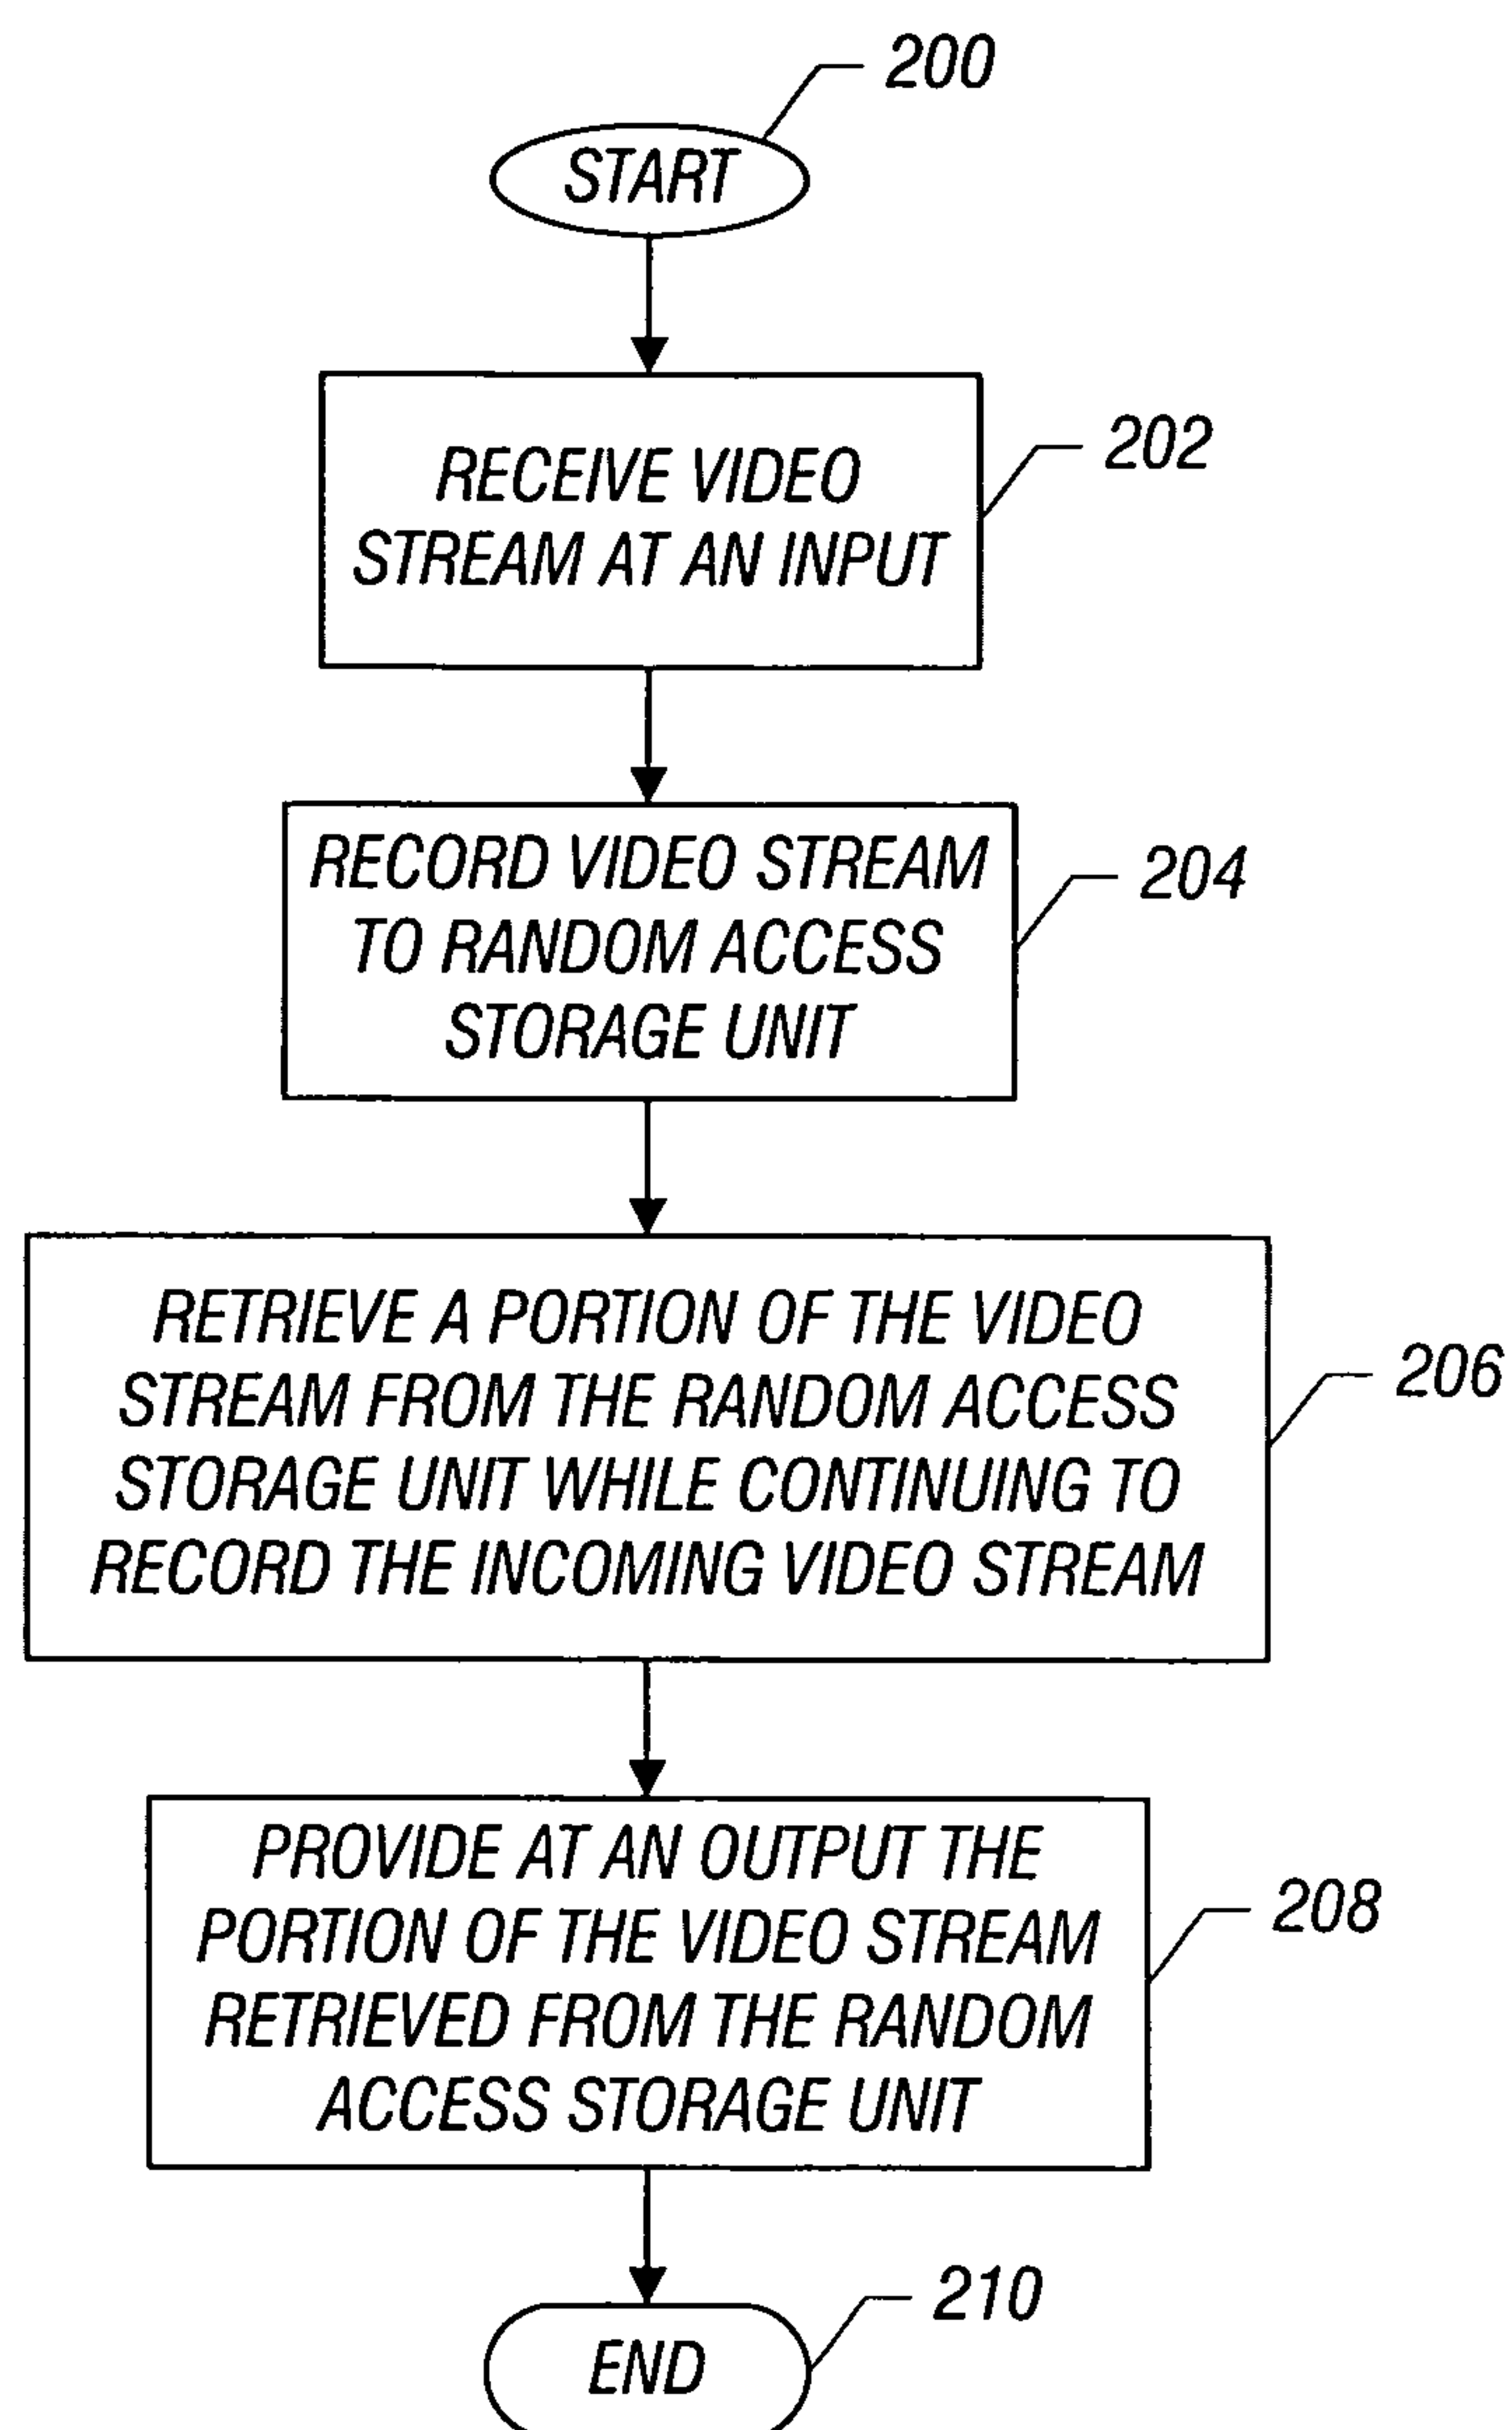 200
START
RECEIVE VIDEO
STREAM AT AN INPUT
202
RECORD VIDEO STREAM
TO RANDOM ACCESS
STORAGE UNIT
204
RETRIEVE A PORTION OF THE VIDEO
STREAM FROM THE RANDOM ACCESS
STORAGE UNIT WHILE CONTINUING TO
RECORD THE INCOMING VIDEO STREAM
206
PROVIDE AT AN OUTPUT THE
PORTION OF THE VIDEO STREAM
RETRIEVED FROM THE RANDOM
ACCESS STORAGE UNIT
208
210
END